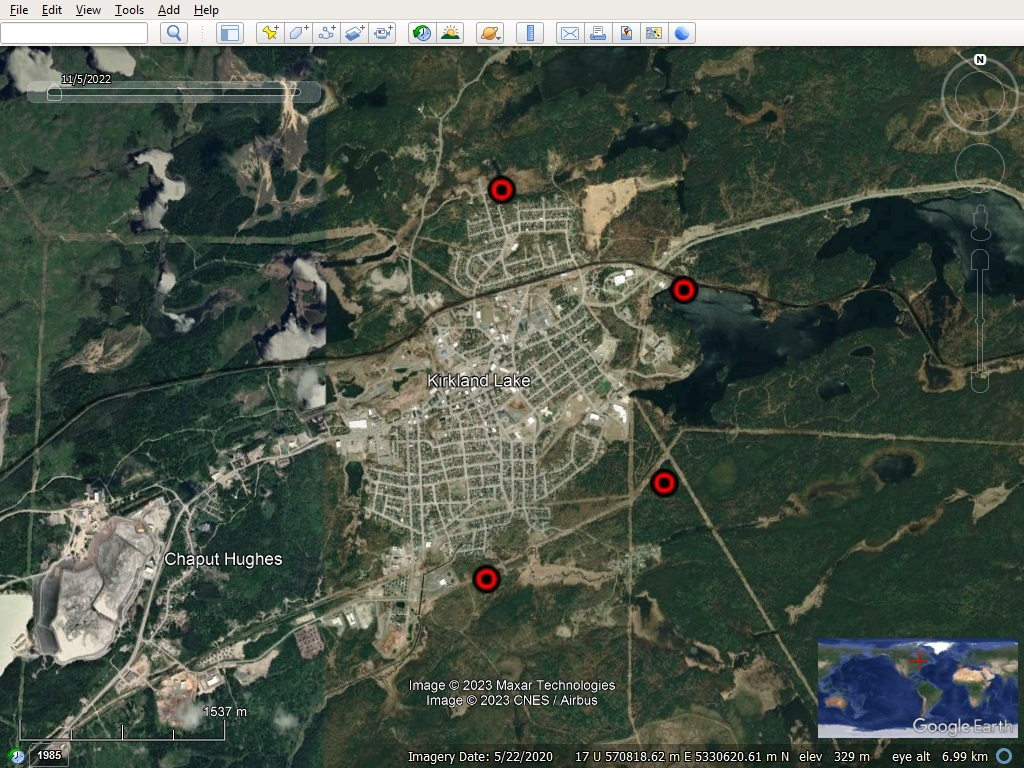 File Edit View Tools Add Help
11/5/2022
N
Kirkland Lake
Chaput Hughes
Image © 2023 Maxar Technologies
Image © 2023 CNES / Airbus
1537 m
Google Earth
1985
Imagery Date: 5/22/2020 17 U 570818.62 m E 5330620.61 m N elev 329 m eye alt 6.99 km